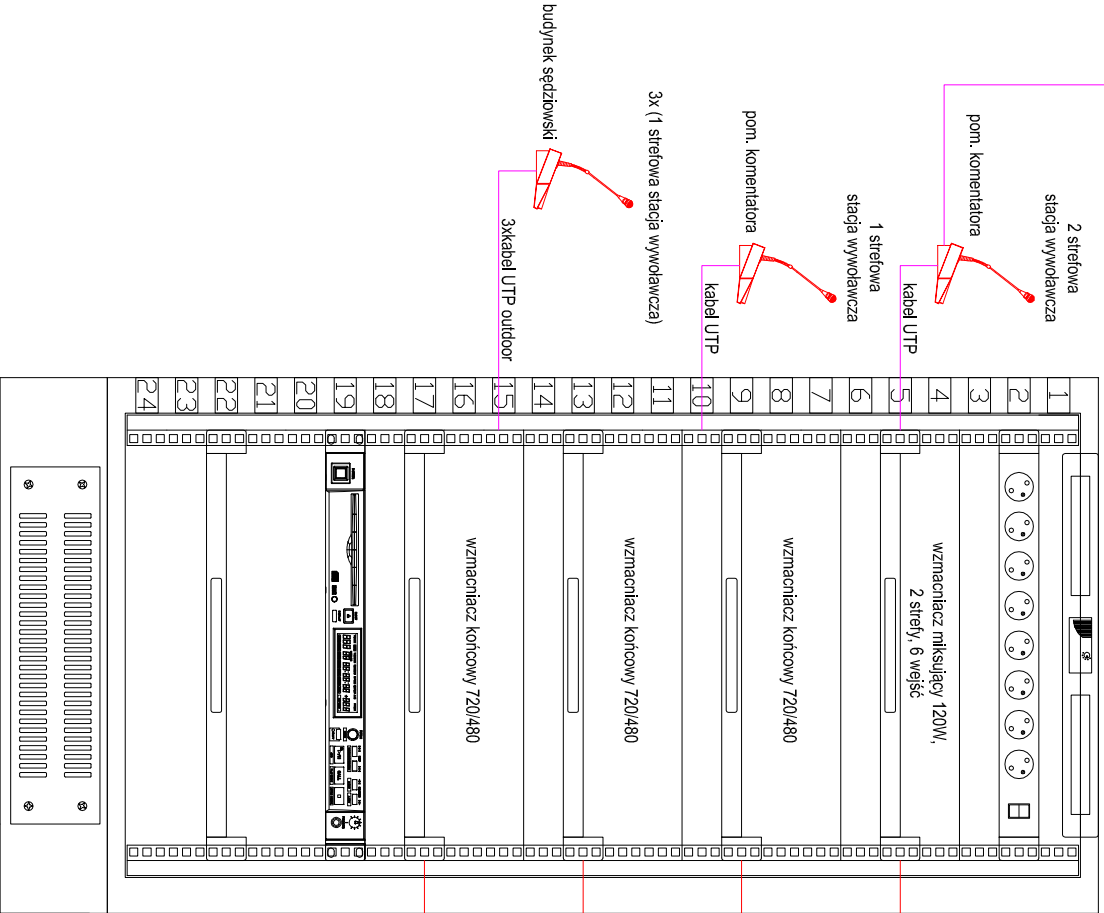 2 strefowa
stacja wywoławcza
pom. komentatora
kabel UTP
1 strefowa
stacja wywoławcza
pom. komentatora
kabel UTP
3x (1 strefowa stacja wywoławcza)
budynek sędziowski
3xkabel UTP outdoor
1
2
3
4
5
6
7
8
9
10
11
12
13
14
15
16
17
18
19
20
21
22
23
24
wzmacniacz miksujący 120W,
2 strefy, 6 wejść
wzmacniacz końcowy 720/480
wzmacniacz końcowy 720/480
wzmacniacz końcowy 720/480